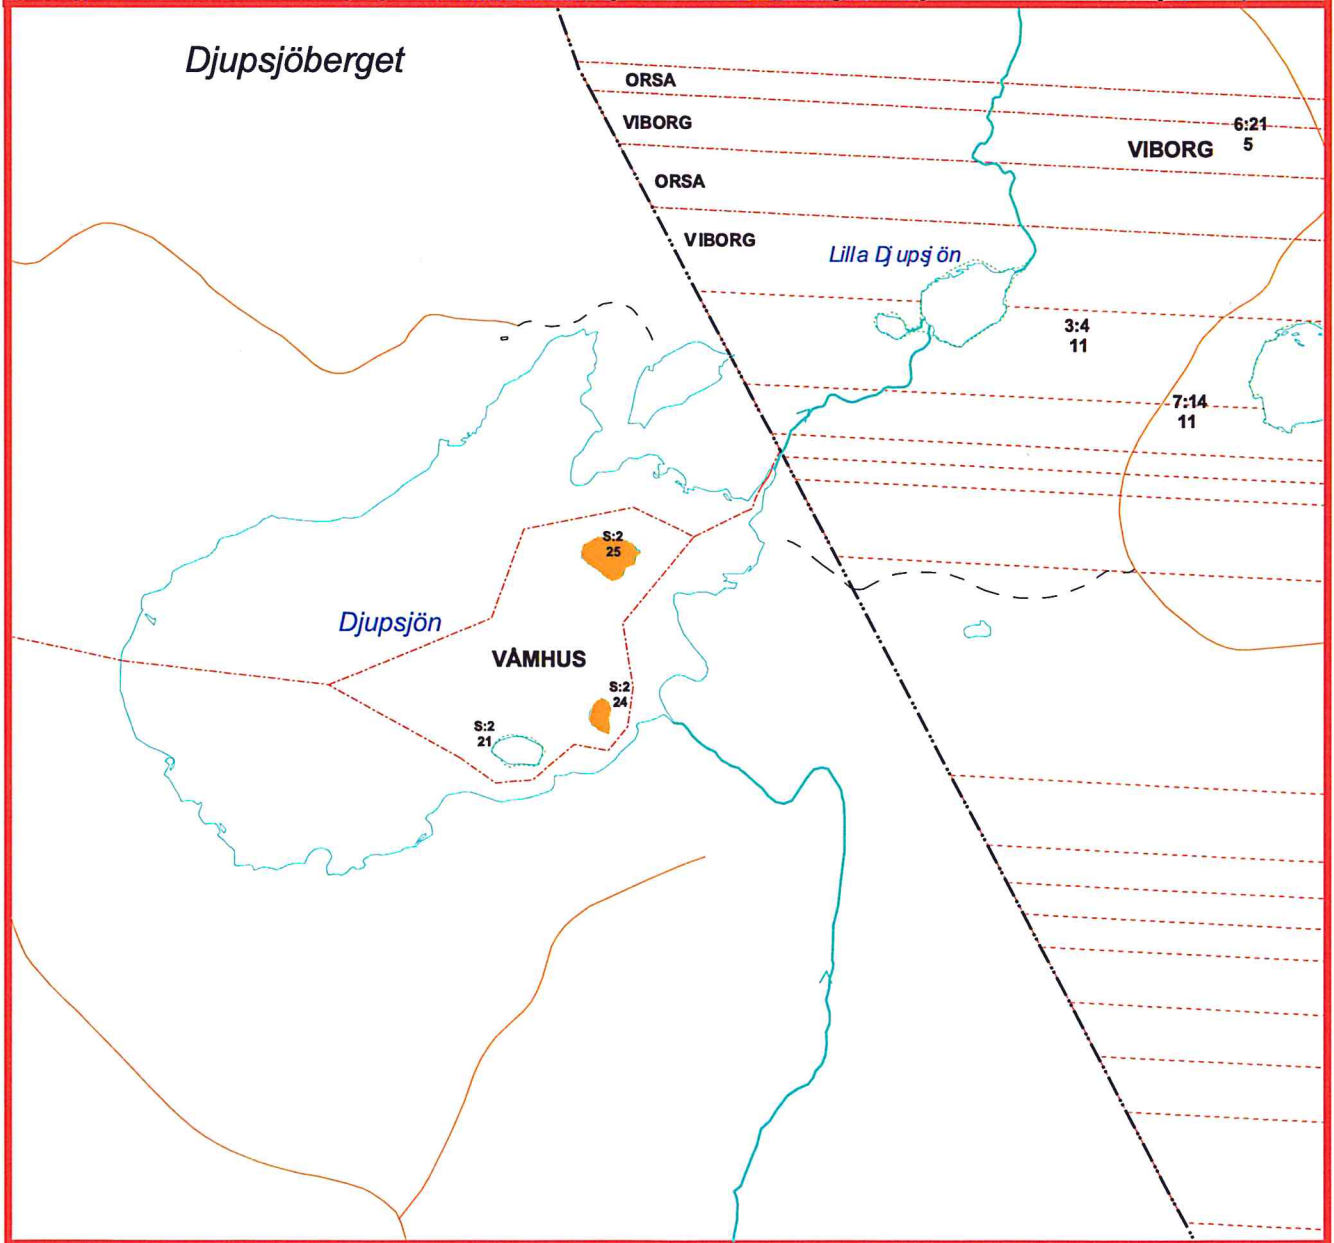 Djupsjöberget
ORSA
VIBORG
6:21
5
VIBORG
ORSA
VIBORG
Lilla Djupsjön
3:4
11
7:14
11
S:2
25
Djupsjön
VÅMHUS
S:2
24
S:2
21